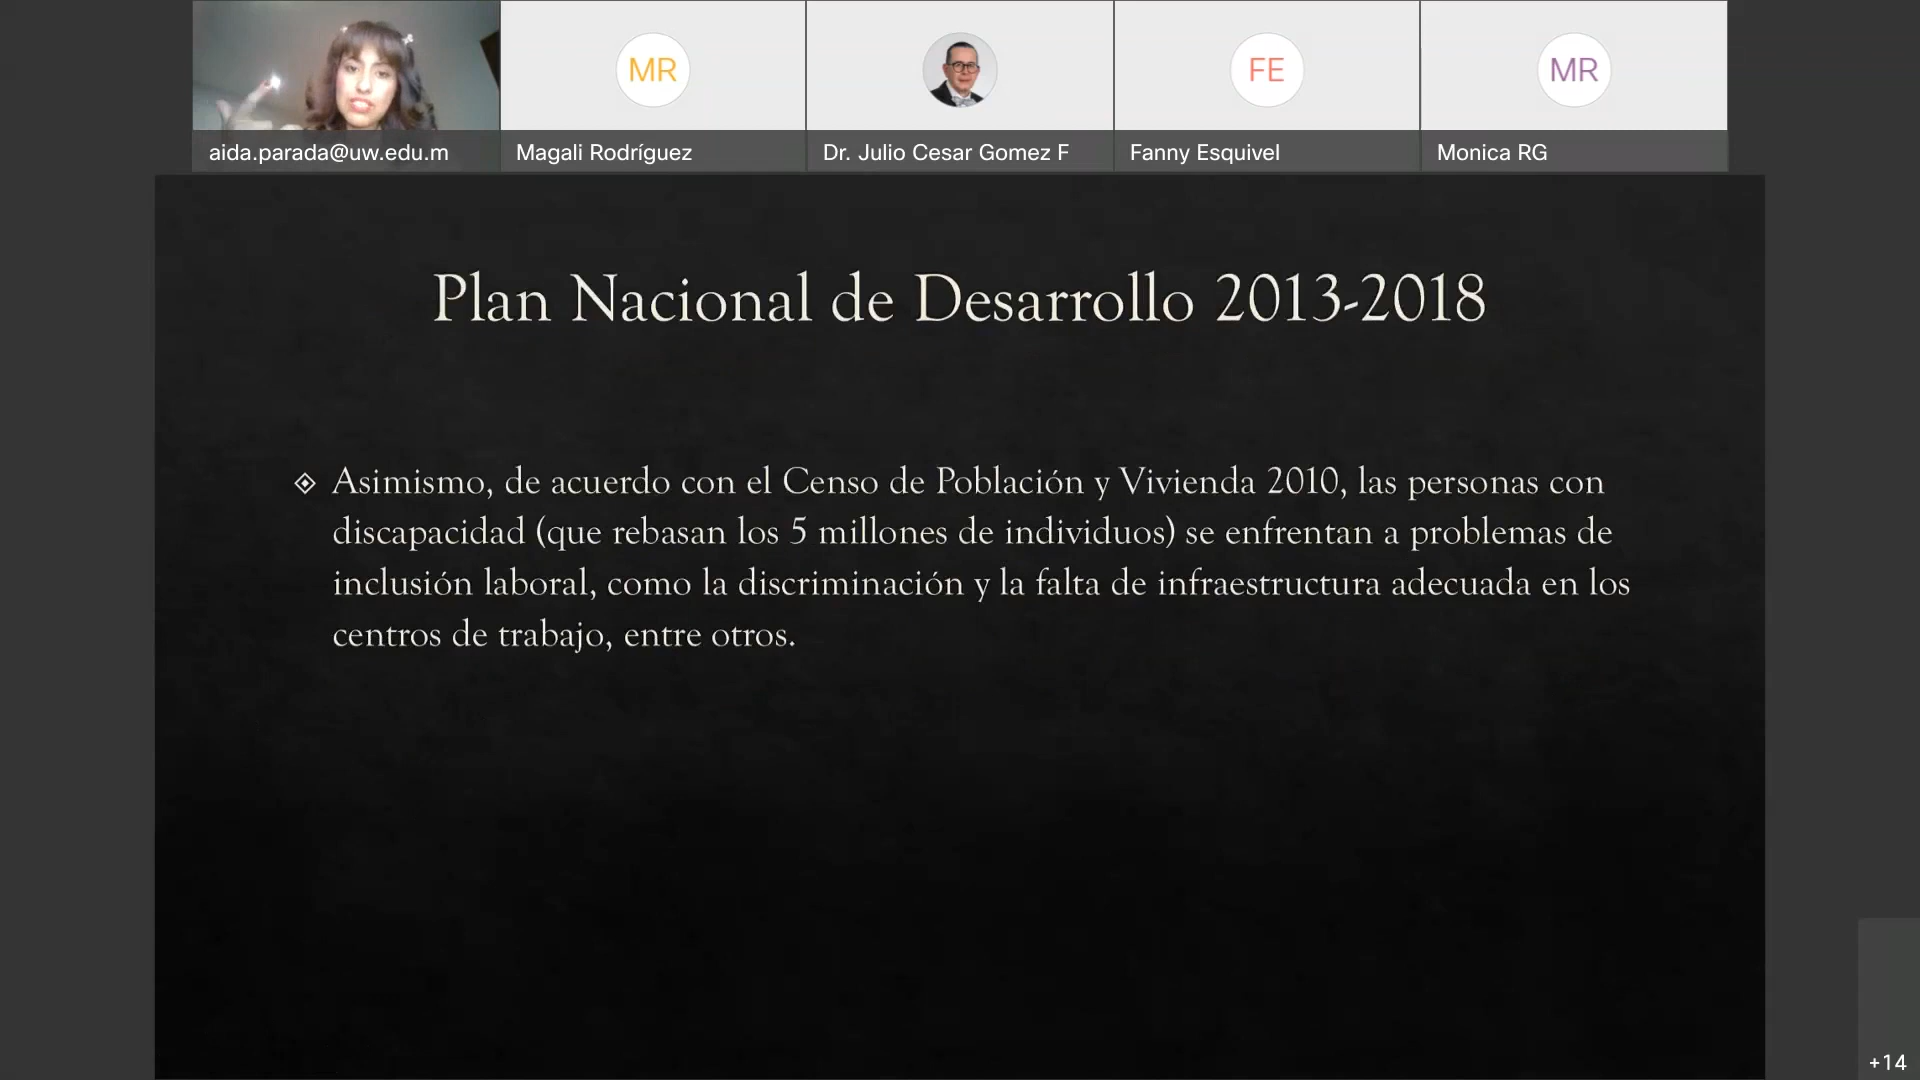 MR
FE
MR
aida.parada@uw.edu.m
Magali Rodríguez
Dr. Julio Cesar Gomez F
Fanny Esquivel
Monica RG
Plan Nacional de Desarrollo 2013-2018
Asimismo, de acuerdo con el Censo de Población y Vivienda 2010, las personas con
discapacidad (que rebasan los 5 millones de individuos) se enfrentan a problemas de
inclusión laboral, como la discriminación y la falta de infraestructura adecuada en los
centros de trabajo, entre otros.
+14